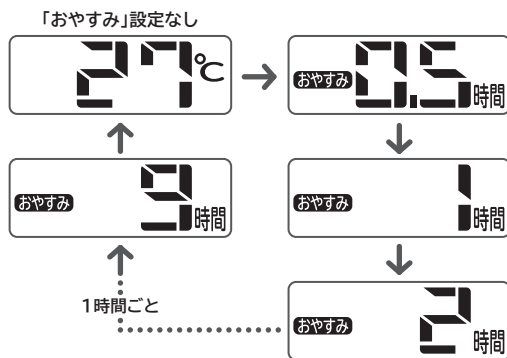 「おやすみ」設定なし
27℃
おやすみ 0.5時間
おやすみ 9時間
おやすみ 1時間
1時間ごと
おやすみ 2時間